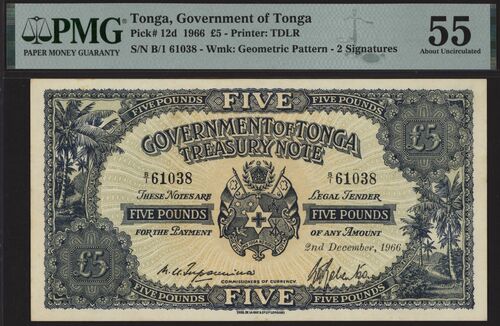 PMG
PAPER MONEY GUARANTY
Tonga, Government of Tonga
Pick# 12d 1966 £5 - Printer: TDLR
S/N B/1 61038 - Wmk: Geometric Pattern - 2 Signatures
55
About Uncirculated
FIVE POUNDS FIVE FIVE POUNDS
£5
GOVERNMENT OF TONGA
TREASURY NOTE
B/1 61038 B/1 61038
THESE NOTES ARE LEGAL TENDER
FIVE POUNDS FIVE POUNDS
FOR THE PAYMENT OF ANY AMOUNT
2nd December, 1966
£5
COMMISSIONERS OF CURRENCY
FIVE POUNDS FIVE FIVE POUNDS